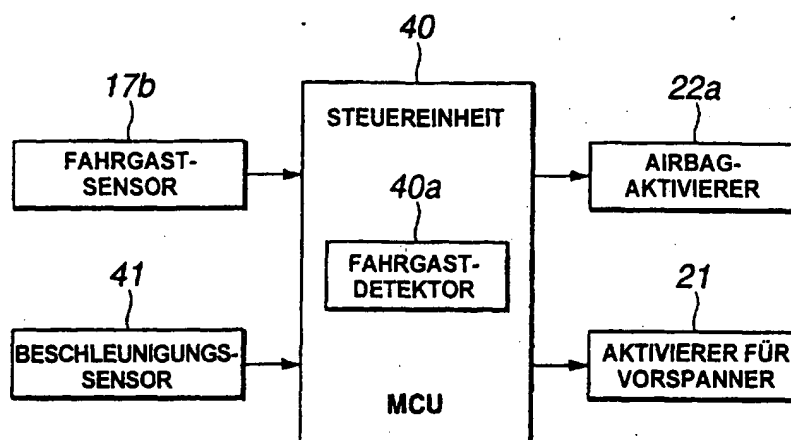 40
17b
22a
STEUEREINHEIT
FAHRGAST-
SENSOR
AIRBAG-
AKTIVIERER
40a
FAHRGAST-
DETEKTOR
41
21
BESCHLEUNIGUNGS-
SENSOR
AKTIVIERER FÜR
VORSPANNER
MCU